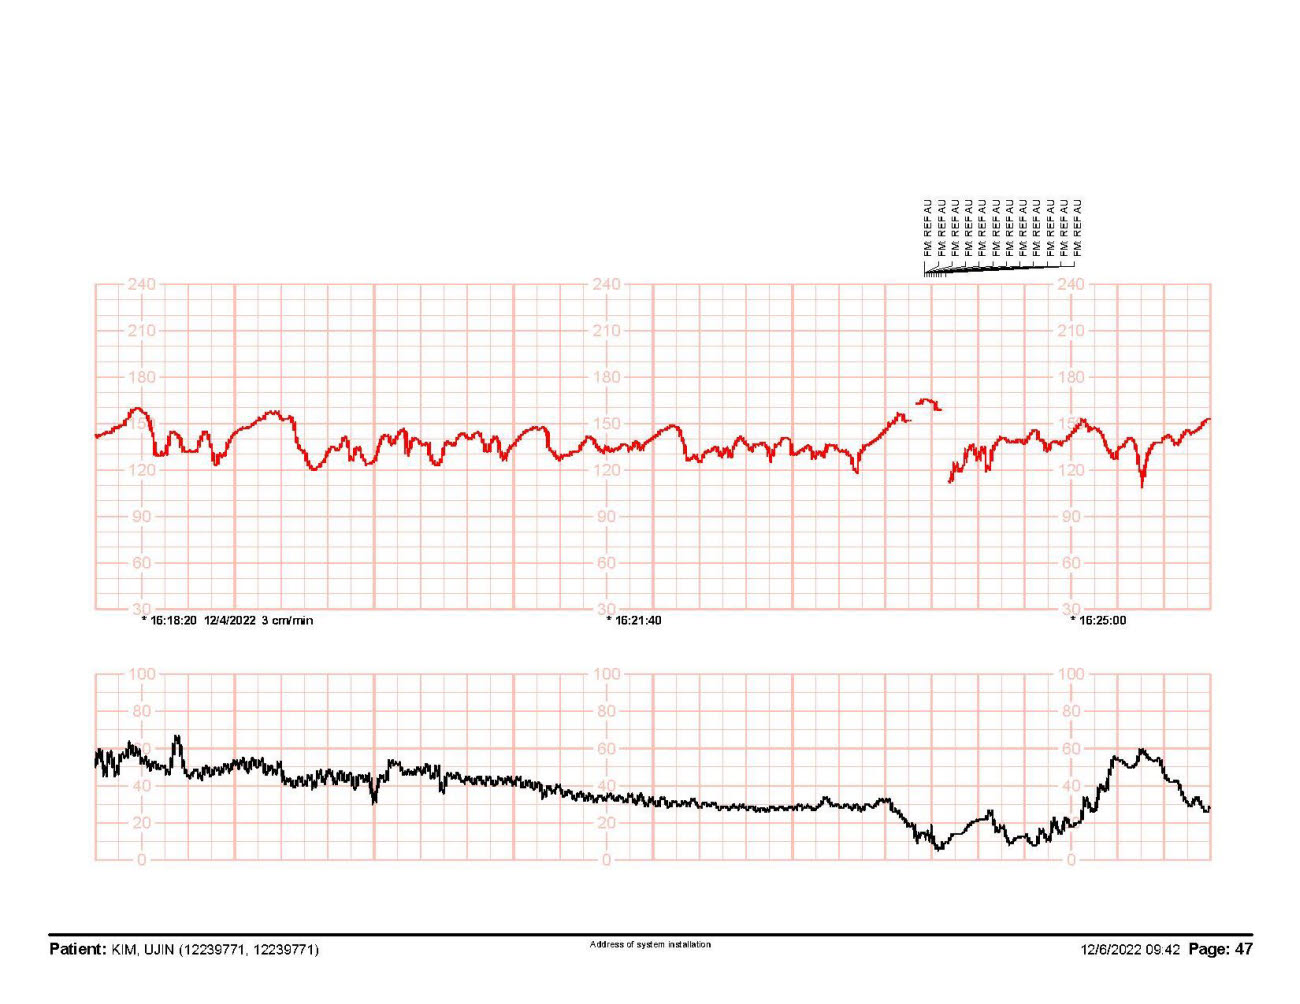 FM: REF AU
FM: REF AU
FM: REF AU
FM: REF AU
FM: REF AU
FM: REF AU
FM: REF AU
FM: REF AU
FM: REF AU
FM: REF AU
FM: REF AU
FM: REF AU
240 240 240
210 210 210
180 180 180
150 150 150
120 120 120
90 90 90
60 60 60
30 30 30
* 16:18:20 12/4/2022 3 cm/min * 16:21:40 * 16:25:00
100 100 100
80 80 80
60 60 60
40 40 40
20 20 20
0 0 0
Patient: KIM, UJIN (12239771, 12239771) Address of system installation 12/6/2022 09:42 Page: 47